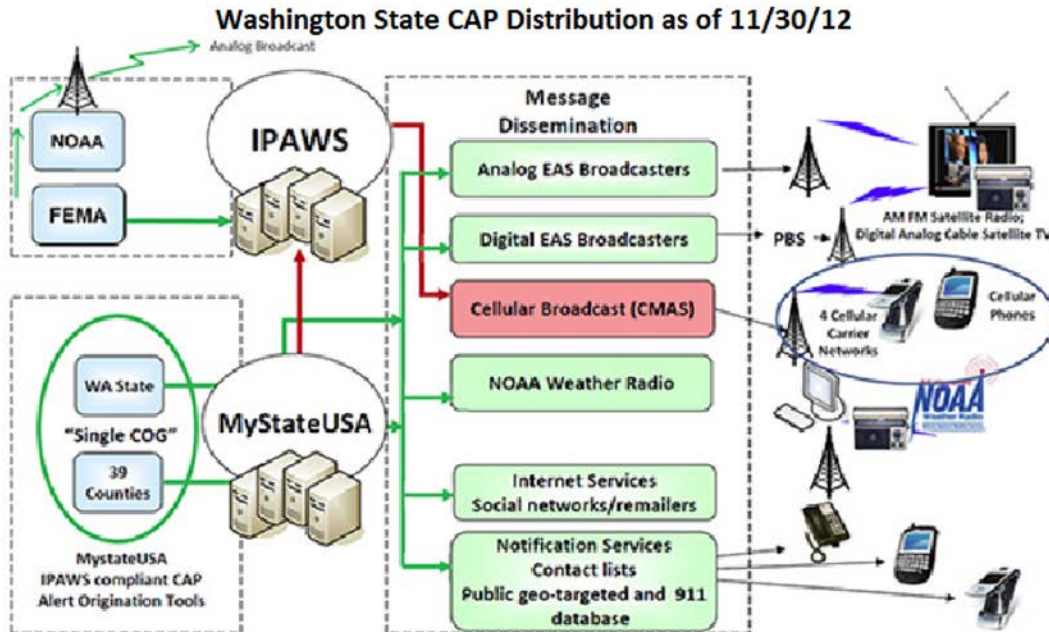 Washington State CAP Distribution as of 11/30/12
Analog Broadcast
NOAA
FEMA
IPAWS
Message
Dissemination
Analog EAS Broadcasters
Digital EAS Broadcasters
Cellular Broadcast (CMAS)
NOAA Weather Radio
Internet Services
Social networks/remailers
Notification Services
Contact lists
Public geo-targeted and 911
database
PBS
AM FM Satellite Radio;
Digital Analog Cable Satellite TV
4 Cellular
Carrier
Networks
Cellular
Phones
NOAA
Weather Radio
WA State
"Single COG"
39
Counties
MyStateUSA
MystateUSA
IPAWS compliant CAP
Alert Origination Tools